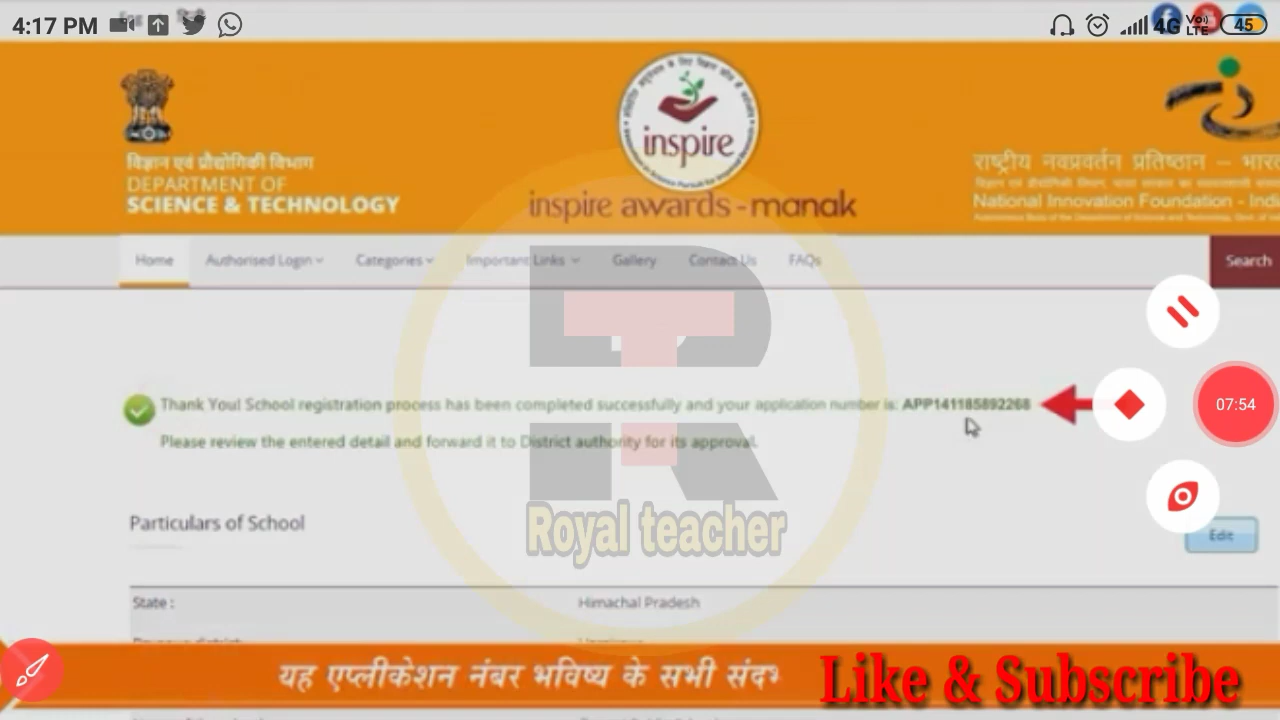 4:17 PM
4G
Vo)) LTE
45
inspire
विज्ञान एवं प्रौद्योगिकी विभाग
DEPARTMENT OF
SCIENCE & TECHNOLOGY
inspire awards - manak
राष्ट्रीय नवप्रवर्तन प्रतिष्ठान – भार
National Innovation Foundation - Indi
Home
Authorised Login
Categories
Important Links
Gallery
Contact Us
FAQs
Search
Thank You! School registration process has been completed successfully and your application number is: APP141185892268
Please review the entered detail and forward it to District authority for its approval.
07:54
Royal teacher
Particulars of School
Edit
State :
Himachal Pradesh
यह एप्लीकेशन नंबर भविष्य के सभी संद
Like & Subscribe